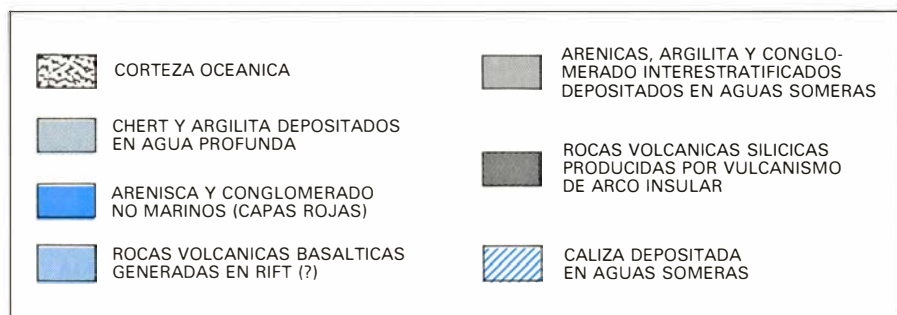 CORTEZA OCEANICA
CHERT Y ARGILITA DEPOSITADOS
EN AGUA PROFUNDA
ARENISCA Y CONGLOMERADO
NO MARINOS (CAPAS ROJAS)
ROCAS VOLCANICAS BASALTICAS
GENERADAS EN RIFT (?)
ARENICAS, ARGILITA Y CONGLO-
MERADO INTERESTRATIFICADOS
DEPOSITADOS EN AGUAS SOMERAS
ROCAS VOLCANICAS SILICICAS
PRODUCIDAS POR VULCANISMO
DE ARCO INSULAR
CALIZA DEPOSITADA
EN AGUAS SOMERAS